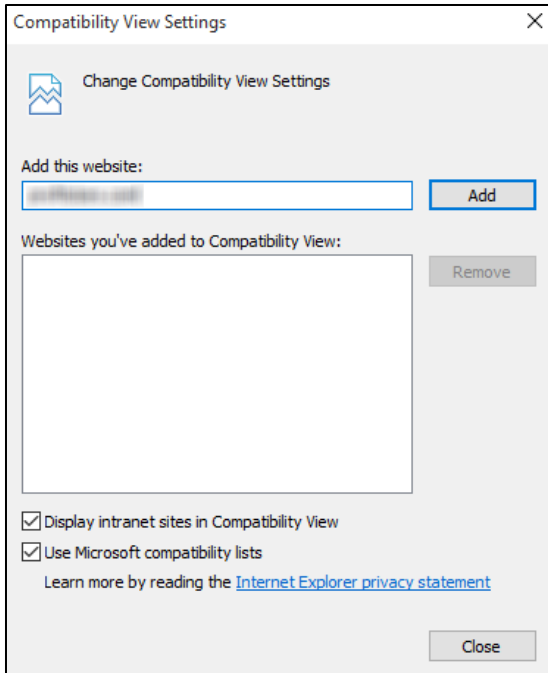 Compatibility View Settings
Change Compatibility View Settings
Add this website:
Add
Websites you've added to Compatibility View:
Remove
Display intranet sites in Compatibility View
Use Microsoft compatibility lists
Learn more by reading the Internet Explorer privacy statement
Close